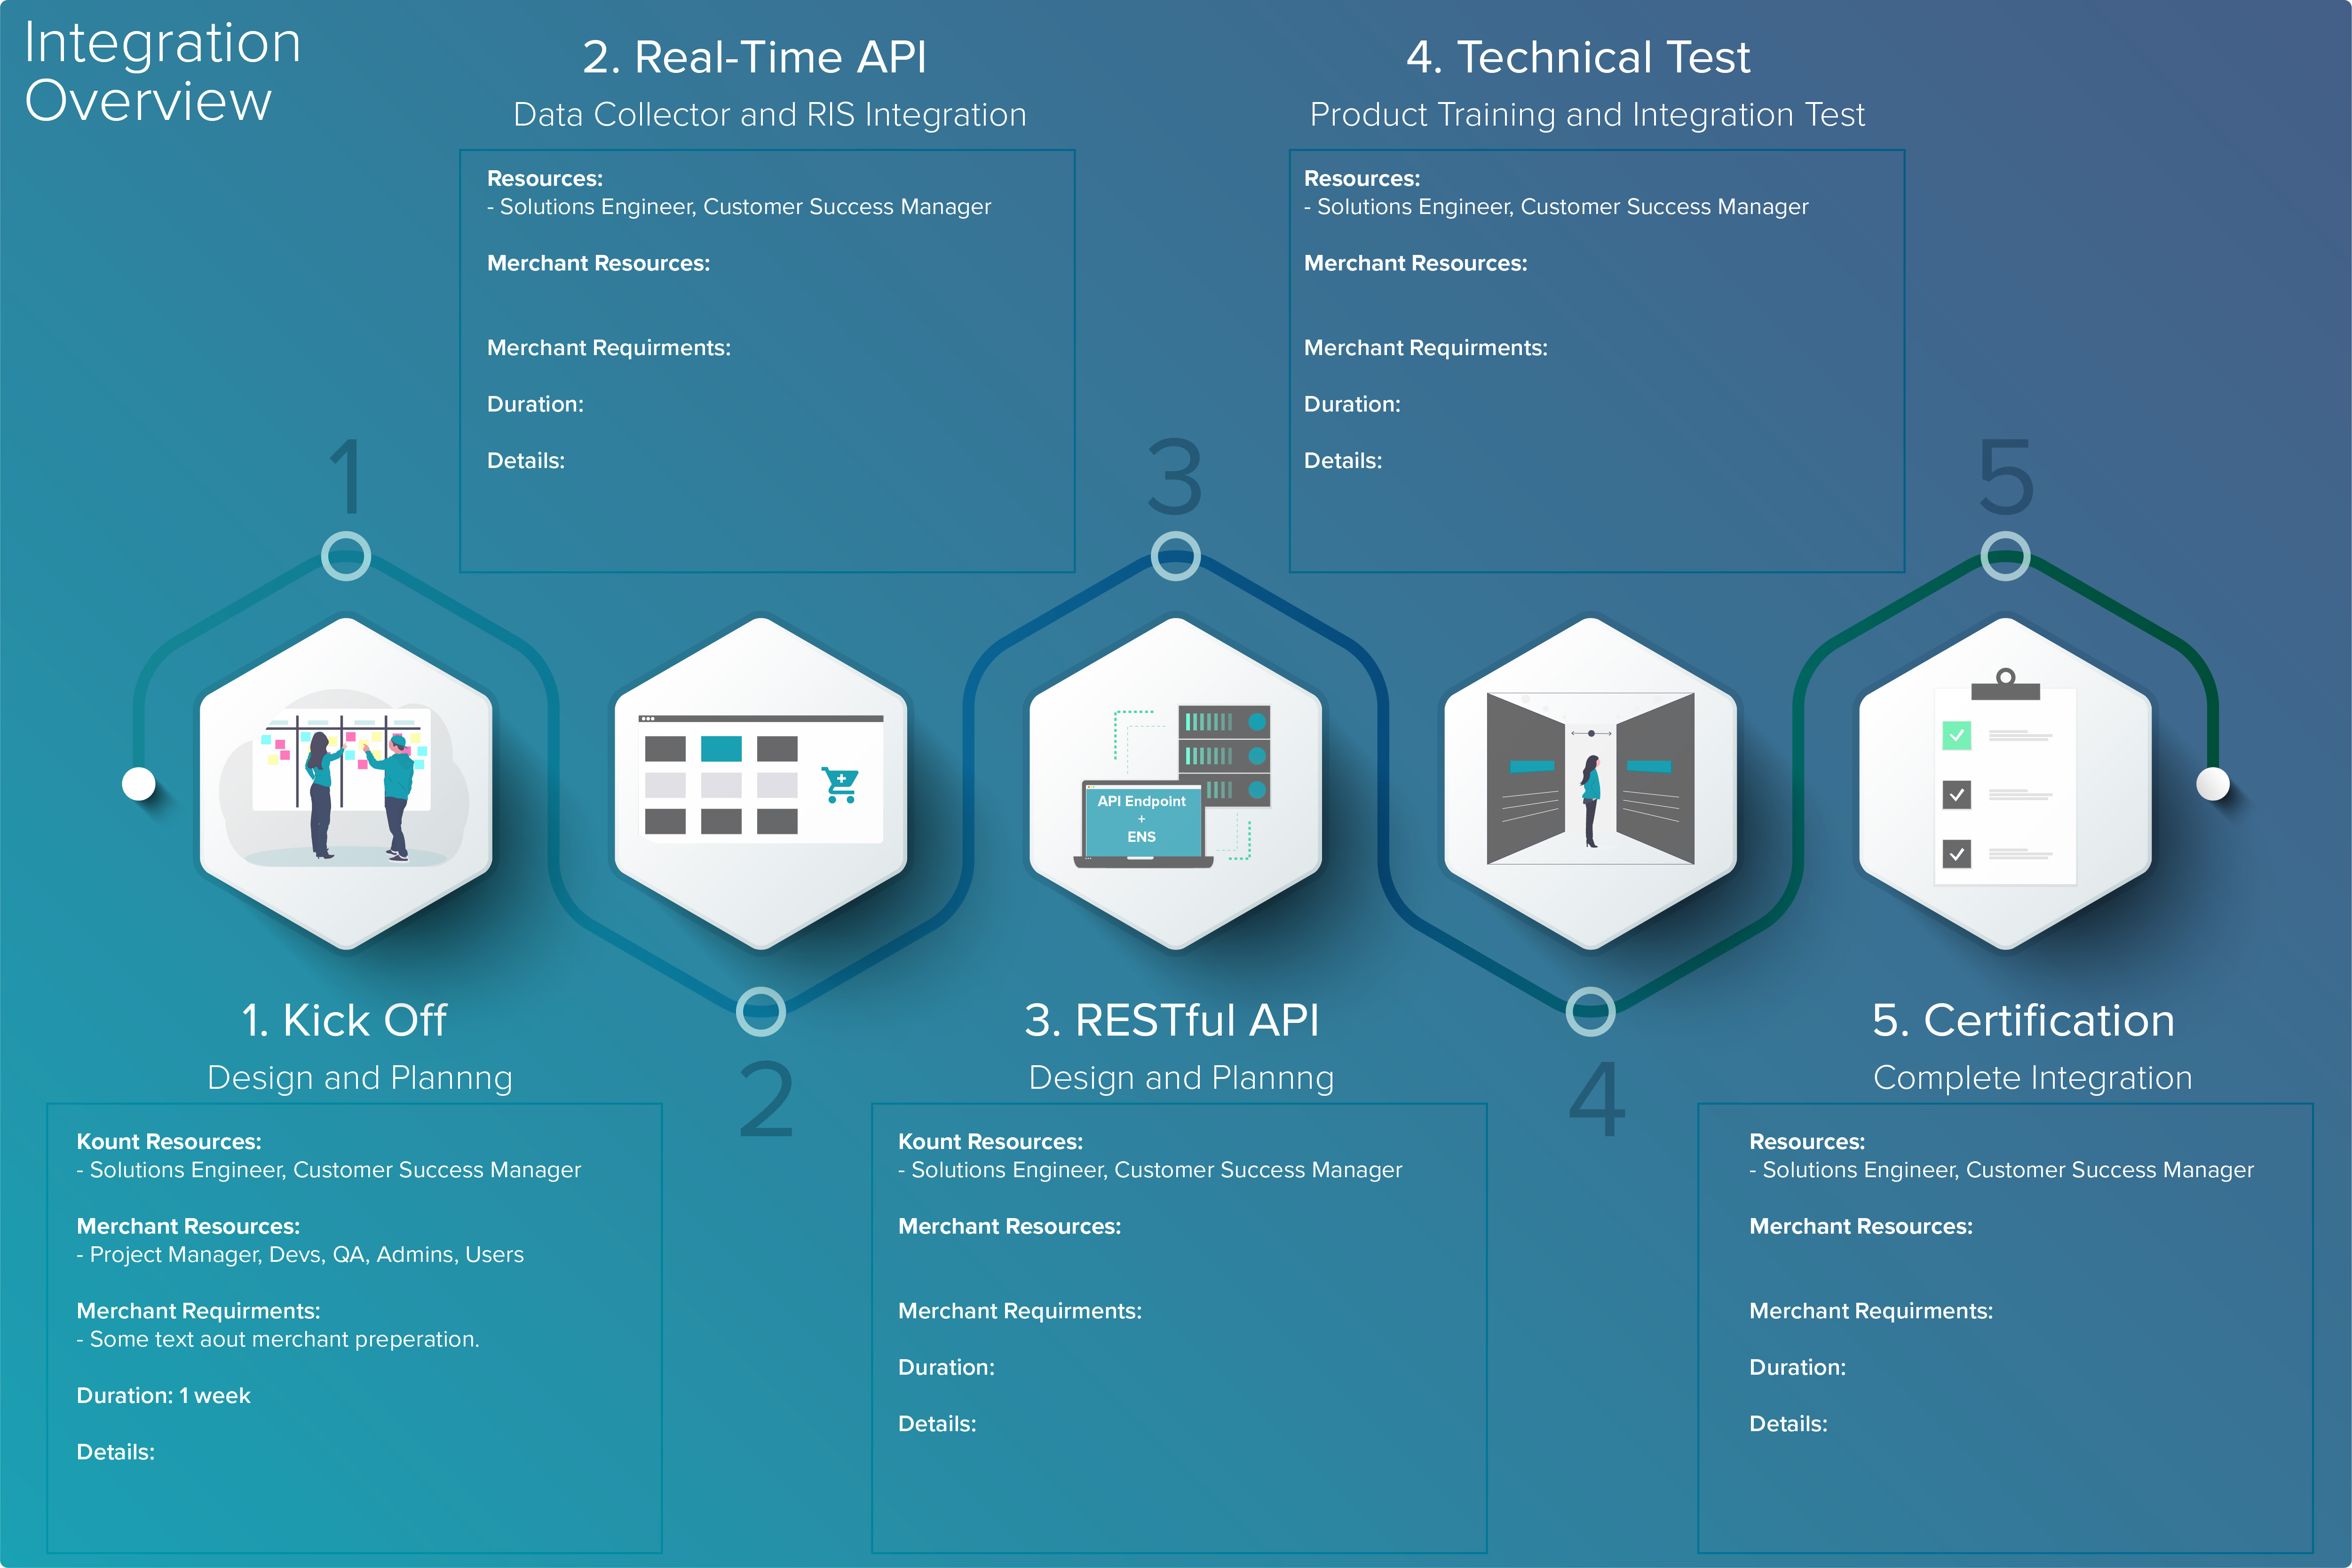 Integration
Overview
2. Real-Time API
Data Collector and RIS Integration
Resources:
- Solutions Engineer, Customer Success Manager
Merchant Resources:
Merchant Requirments:
Duration:
Details:
4. Technical Test
Product Training and Integration Test
Resources:
- Solutions Engineer, Customer Success Manager
Merchant Resources:
Merchant Requirments:
Duration:
Details:
1
3
5
API Endpoint
+
ENS
1. Kick Off
Design and Plannng
Kount Resources:
- Solutions Engineer, Customer Success Manager
Merchant Resources:
- Project Manager, Devs, QA, Admins, Users
Merchant Requirments:
- Some text aout merchant preperation.
Duration: 1 week
Details:
2
3. RESTful API
Design and Plannng
Kount Resources:
- Solutions Engineer, Customer Success Manager
Merchant Resources:
Merchant Requirments:
Duration:
Details:
4
5. Certification
Complete Integration
Resources:
- Solutions Engineer, Customer Success Manager
Merchant Resources:
Merchant Requirments:
Duration:
Details: